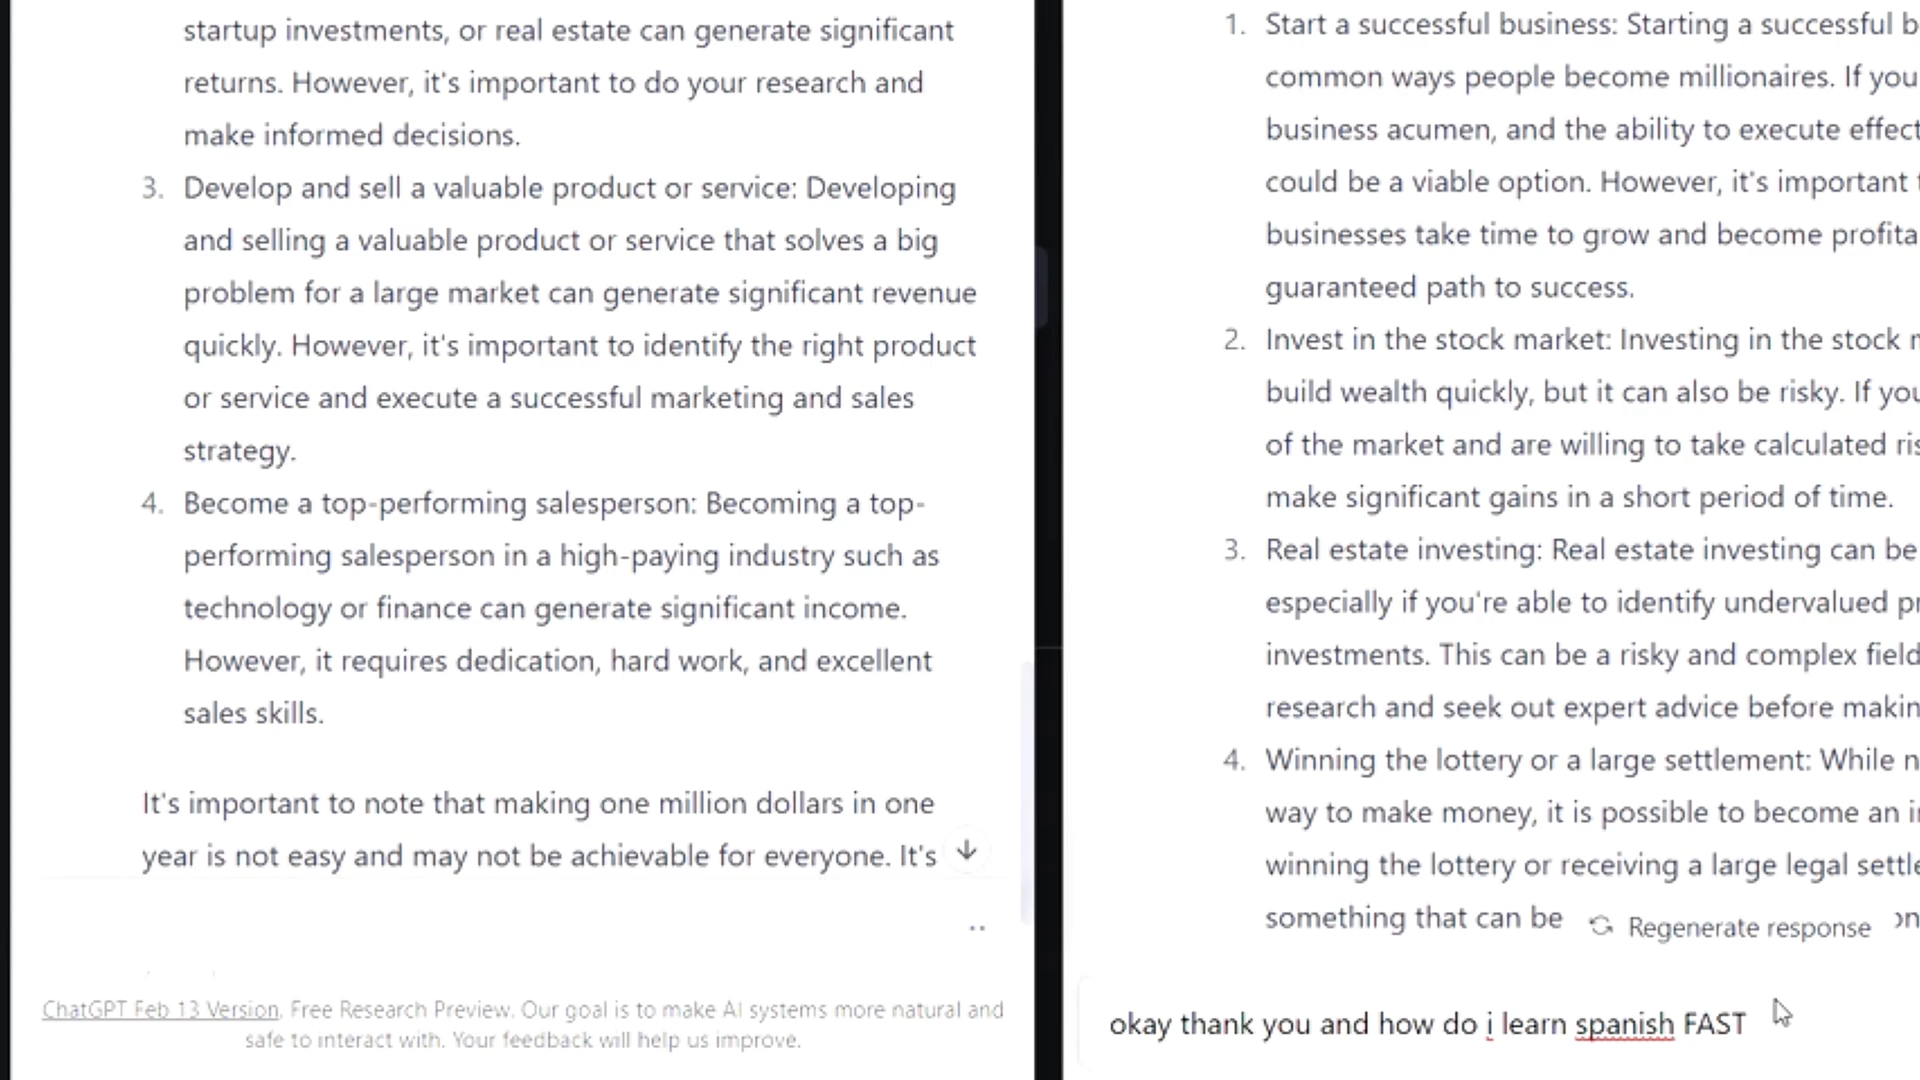 startup investments, or real estate can generate significant
returns. However, it's important to do your research and
make informed decisions.
3. Develop and sell a valuable product or service: Developing
and selling a valuable product or service that solves a big
problem for a large market can generate significant revenue
quickly. However, it's important to identify the right product
or service and execute a successful marketing and sales
strategy.
4. Become a top-performing salesperson: Becoming a top-
performing salesperson in a high-paying industry such as
technology or finance can generate significant income.
However, it requires dedication, hard work, and excellent
sales skills.
It's important to note that making one million dollars in one
year is not easy and may not be achievable for everyone. It's
ChatGPT Feb 13 Version. Free Research Preview. Our goal is to make AI systems more natural and
safe to interact with. Your feedback will help us improve.
1. Start a successful business: Starting a successful b
common ways people become millionaires. If you
business acumen, and the ability to execute effect
could be a viable option. However, it's important t
businesses take time to grow and become profita
guaranteed path to success.
2. Invest in the stock market: Investing in the stock
build wealth quickly, but it can also be risky. If you
of the market and are willing to take calculated ris
make significant gains in a short period of time.
3. Real estate investing: Real estate investing can be
especially if you're able to identify undervalued pr
investments. This can be a risky and complex field
research and seek out expert advice before makin
4. Winning the lottery or a large settlement: While n
way to make money, it is possible to become an i
winning the lottery or receiving a large legal settle
something that can be
Regenerate response
okay thank you and how do i learn spanish FAST